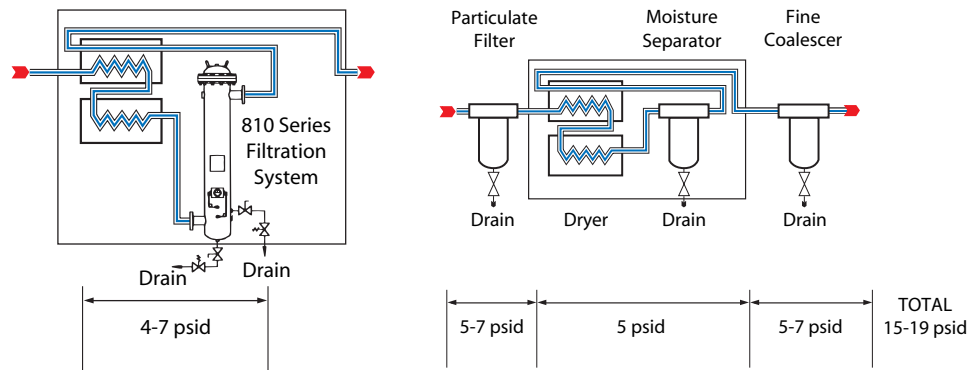 810 Series
Filtration
System
Drain
Drain
4-7 psid
Particulate
Filter
Moisture
Separator
Fine
Coalescer
Drain
Dryer
Drain
Drain
5-7 psid
5 psid
5-7 psid
TOTAL
15-19 psid